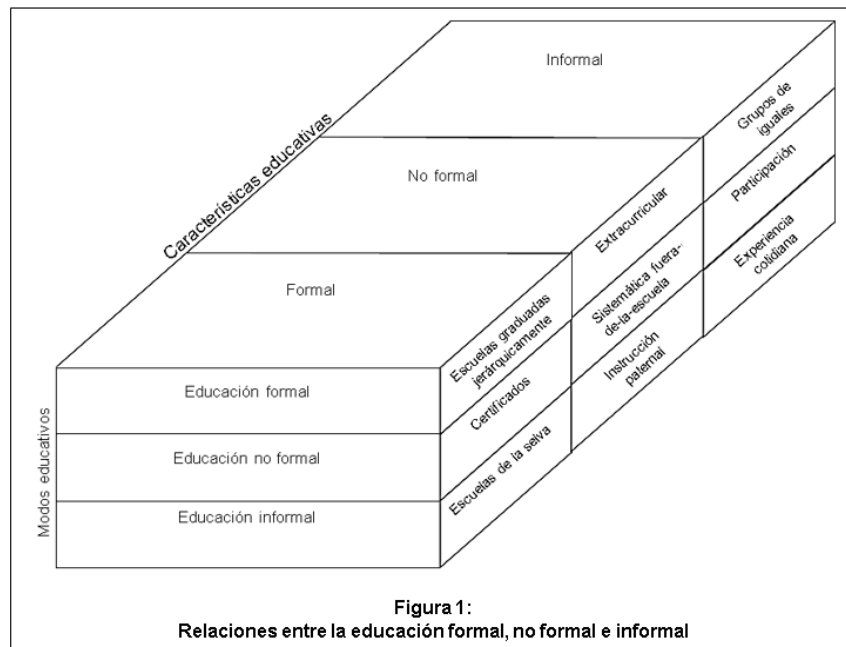 Informal
No formal
Formal
Características educativas
Grupos de
iguales
Participación
Experiencia
cotidiana
Extracurricular
Sistemática fuera-
de-la-escuela
Instrucción
paternal
Escuelas graduadas
jerárquicamente
Certificados
Escuelas de la selva
Modos educativos
Educación formal
Educación no formal
Educación informal
Figura 1:
Relaciones entre la educación formal, no formal e informal